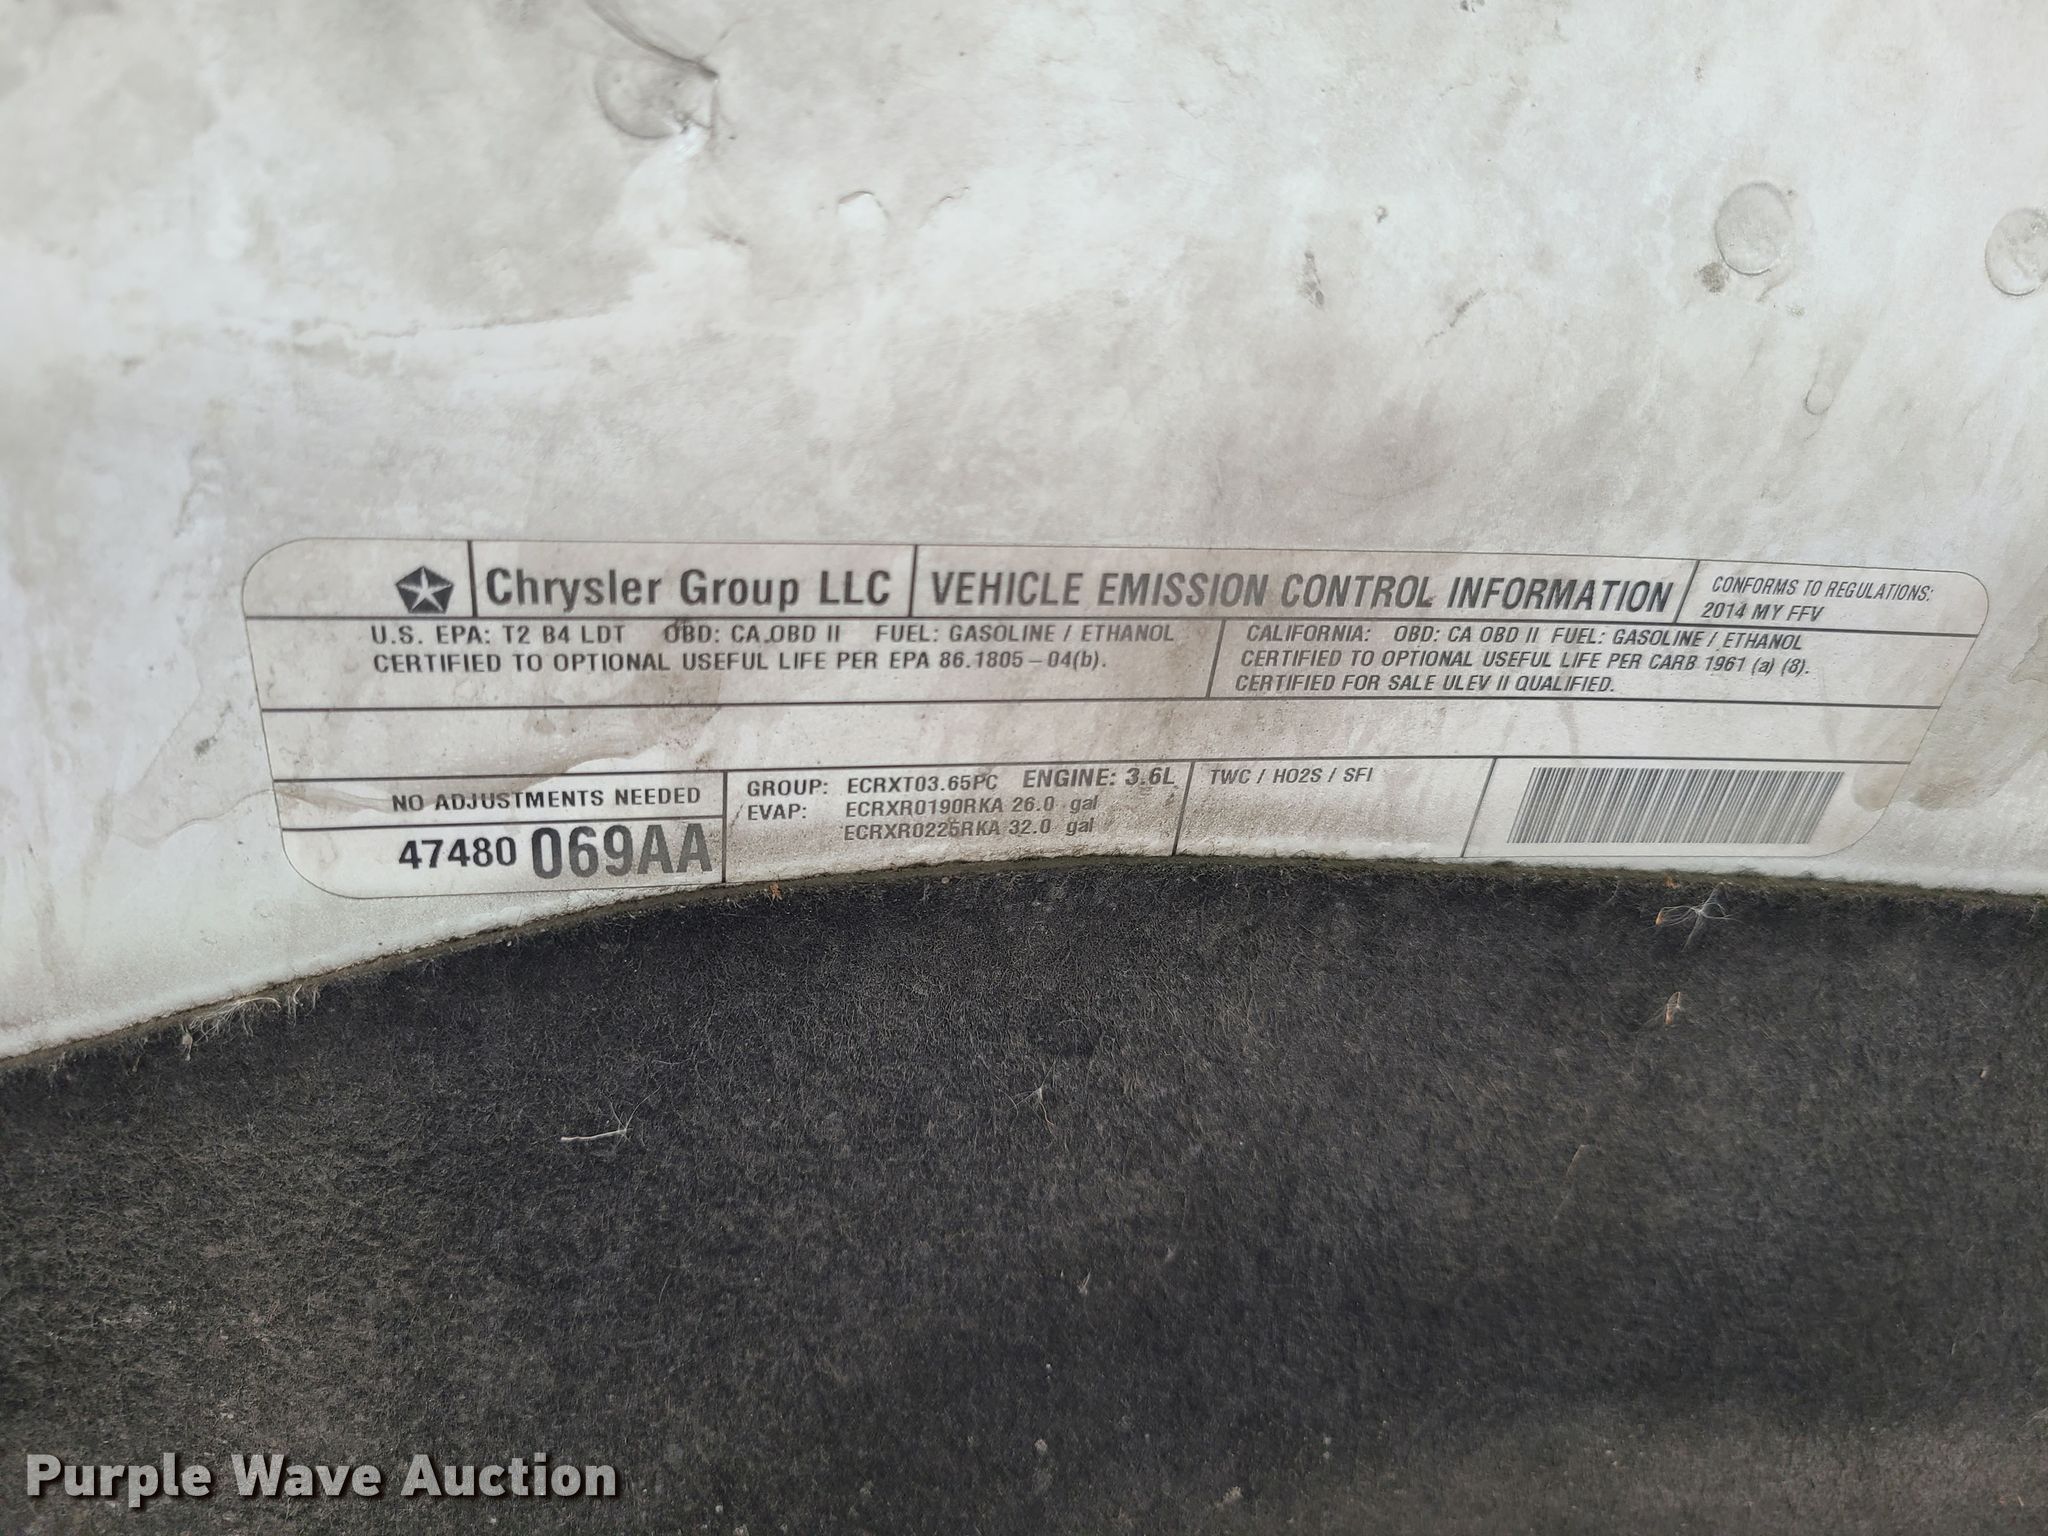 Chrysler Group LLC VEHICLE EMISSION CONTROL INFORMATION
CONFORMS TO REGULATIONS:
2014 MY FFV
U.S. EPA: T2 B4 LDT OBD: CA OBD II FUEL: GASOLINE / ETHANOL
CERTIFIED TO OPTIONAL USEFUL LIFE PER EPA 86.1805-04(b).
CALIFORNIA: OBD: CA OBD II FUEL: GASOLINE / ETHANOL
CERTIFIED TO OPTIONAL USEFUL LIFE PER CARB 1961 (a) (8).
CERTIFIED FOR SALE ULEV II QUALIFIED.
NO ADJUSTMENTS NEEDED
47480 069AA
GROUP: ECRXT03.65PC ENGINE: 3.6L
EVAP: ECRXR0190RKA 26.0 gal
ECRXR0225RKA 32.0 gal
TWC / HO2S / SFI
Purple Wave Auction